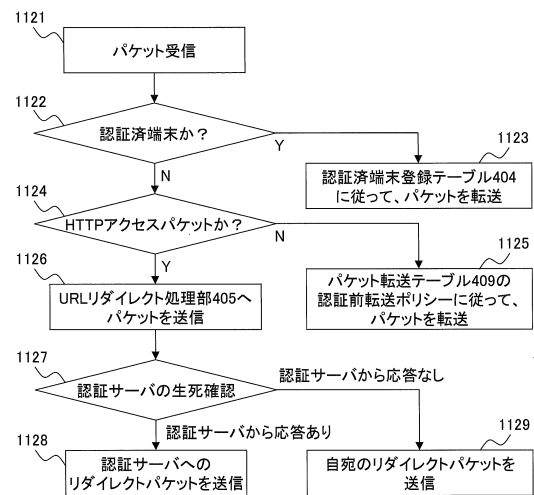 1121
パケット受信
1122
認証済端末か？
Y
N
1123
認証済端末登録テーブル404
に従って、パケットを転送
1124
HTTPアクセスパケットか？
N
Y
1125
パケット転送テーブル409の
認証前転送ポリシーに従って、
パケットを転送
1126
URLリダイレクト処理部405へ
パケットを送信
1127
認証サーバの生死確認
認証サーバから応答なし
認証サーバから応答あり
1128
認証サーバへの
リダイレクトパケットを送信
1129
自宛のリダイレクトパケットを
送信